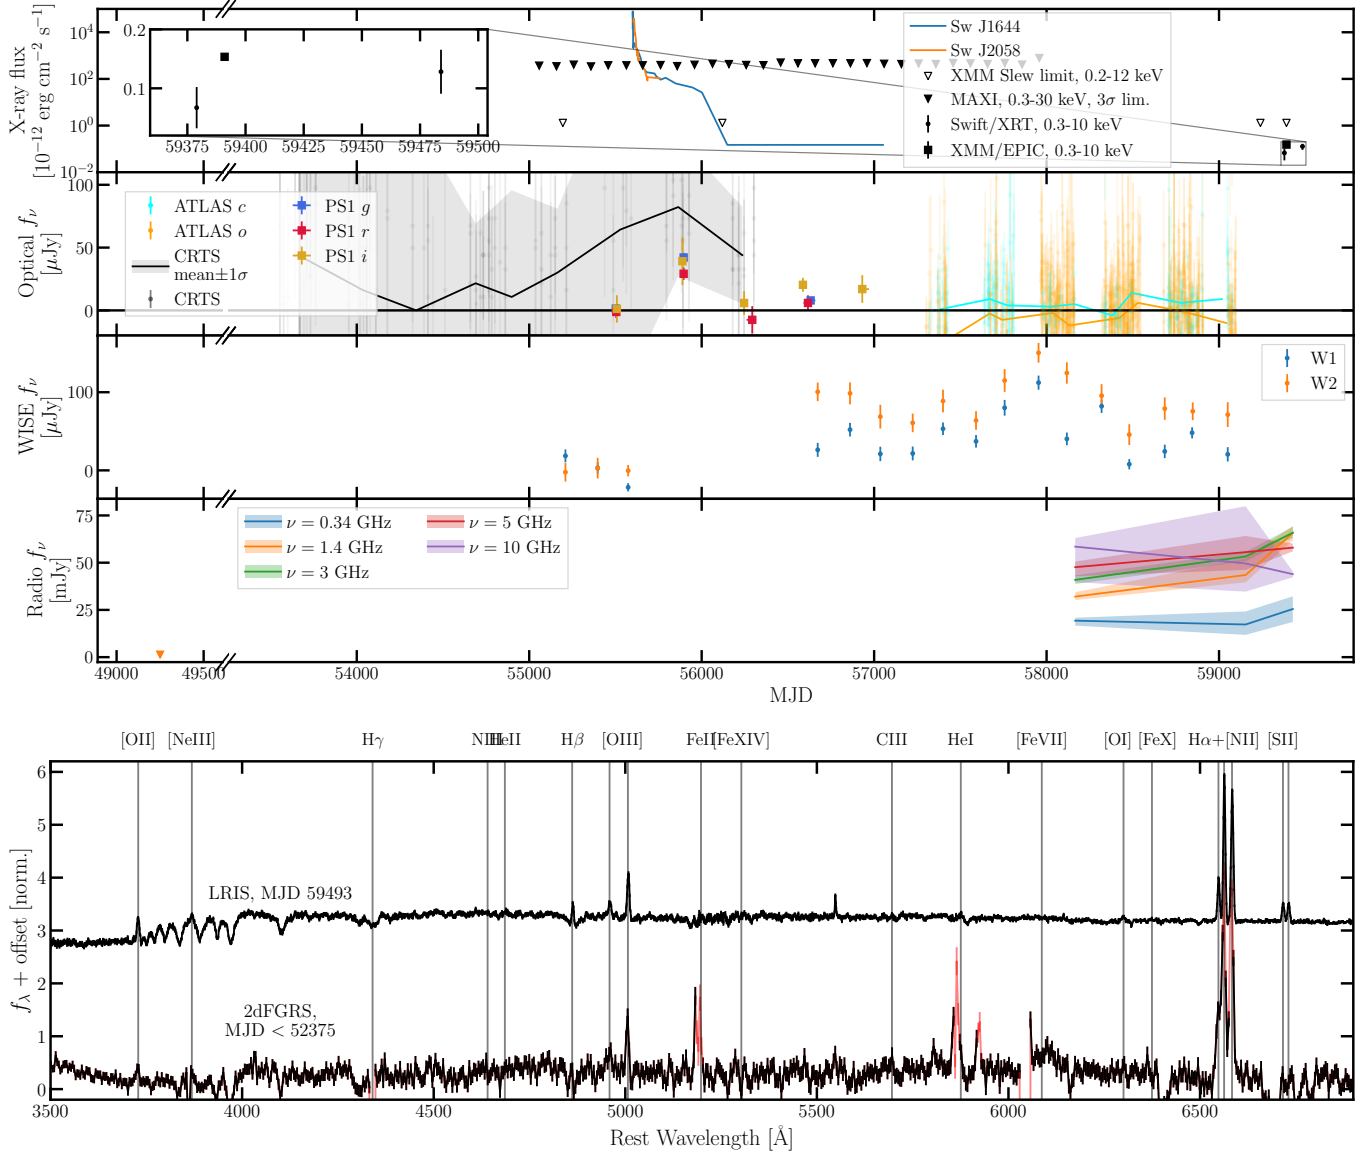 X-ray flux
[10⁻¹² erg cm⁻² s⁻¹]
10⁴
10²
10⁰
10⁻²
0.2
0.1
59375 59400 59425 59450 59475 59500
Sw J1644
Sw J2058
XMM Slew limit, 0.2-12 keV
MAXI, 0.3-30 keV, 3σ lim.
Swift/XRT, 0.3-10 keV
XMM/EPIC, 0.3-10 keV
Optical f_ν
[μJy]
100
50
0
ATLAS c
ATLAS o
CRTS
mean±1σ
CRTS
PS1 g
PS1 r
PS1 i
WISE f_ν
[μJy]
100
0
W1
W2
Radio f_ν
[mJy]
75
50
25
0
ν = 0.34 GHz
ν = 1.4 GHz
ν = 3 GHz
ν = 5 GHz
ν = 10 GHz
49000 49500 54000 55000 56000 57000 58000 59000
MJD
[OII] [NeIII] Hγ NIII HeII Hβ [OIII] FeII [FeXIV] CIII HeI [FeVII] [OI] [FeX] Hα+[NII] [SII]
f_λ + offset [norm.]
6
5
4
3
2
1
0
LRIS, MJD 59493
2dFGRS,
MJD < 52375
3500 4000 4500 5000 5500 6000 6500
Rest Wavelength [Å]